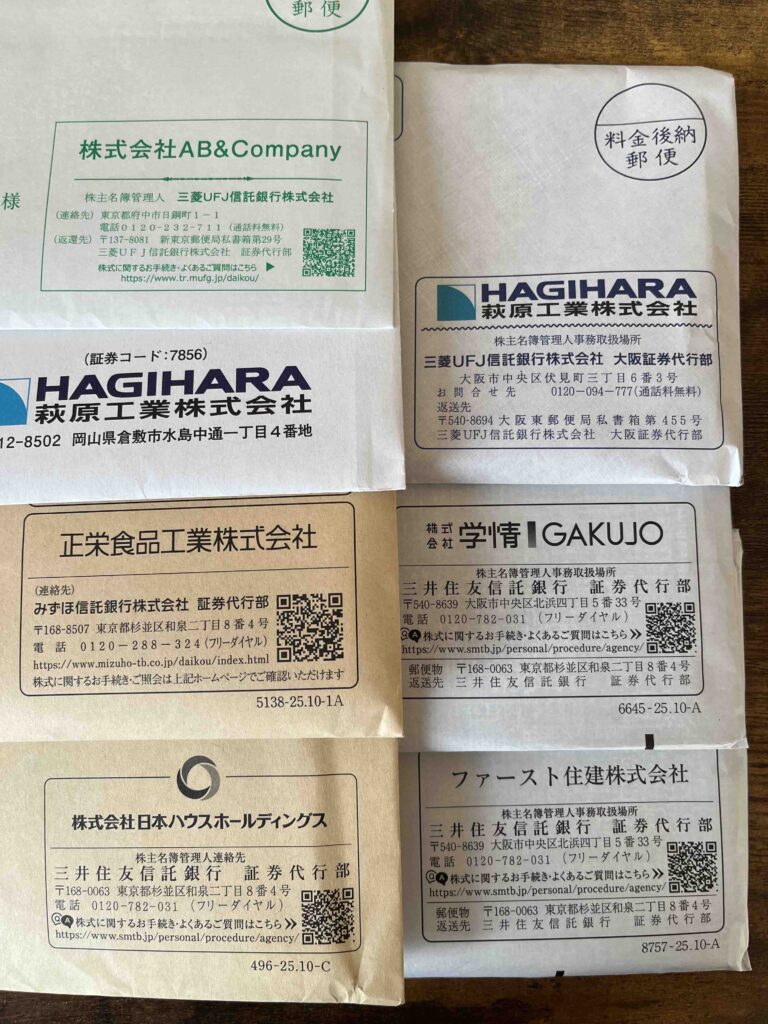 郵便
株式会社AB&Company
様
株主名簿管理人 三菱UFJ信託銀行株式会社
(連絡先) 東京都府中市日鋼町1-1
電話0120-232-711 (通話料無料)
(返還先) 〒137-8081 新東京郵便局私書箱第29号
三菱UFJ信託銀行株式会社 証券代行部
株式に関するお手続き・よくあるご質問はこちら ▶
https://www.tr.mufg.jp/daikou/
(証券コード:7856)
HAGIHARA
萩原工業株式会社
12-8502 岡山県倉敷市水島中通一丁目4番地
正栄食品工業株式会社
(連絡先)
みずほ信託銀行株式会社 証券代行部
〒168-8507 東京都杉並区和泉二丁目8番4号
電話 0120-288-324(フリーダイヤル)
https://www.mizuho-tb.co.jp/daikou/index.html
株式に関するお手続き・ご照会は上記ホームページでご確認いただけます
5138-25.10-1A
株式会社日本ハウスホールディングス
株主名簿管理人連絡先
三井住友信託銀行 証券代行部
〒168-0063 東京都杉並区和泉二丁目8番4号
電話 0120-782-031 (フリーダイヤル)
Q A 株式に関するお手続き・よくあるご質問はこちら
https://www.smtb.jp/personal/procedure/agency/
496-25.10-C
料金後納
郵便
HAGIHARA
萩原工業株式会社
株主名簿管理人事務取扱場所
三菱UFJ信託銀行株式会社 大阪証券代行部
大阪市中央区伏見町三丁目6番3号
お問合せ先 0120-094-777(通話料無料)
返送先
〒540-8694 大阪東郵便局私書箱第455号
三菱UFJ信託銀行株式会社 大阪証券代行部
株式会社 学情 GAKUJO
株主名簿管理人事務取扱場所
三井住友信託銀行 証券代行部
〒540-8639 大阪市中央区北浜四丁目5番33号
電話 0120-782-031 (フリーダイヤル)
Q A 株式に関するお手続き・よくあるご質問はこちら
https://www.smtb.jp/personal/procedure/agency/
郵便物 〒168-0063 東京都杉並区和泉二丁目8番4号
返送先 三井住友信託銀行 証券代行部
6645-25.10-A
ファースト住建株式会社
株主名簿管理人事務取扱場所
三井住友信託銀行 証券代行部
〒540-8639 大阪市中央区北浜四丁目5番33号
電話 0120-782-031 (フリーダイヤル)
Q A 株式に関するお手続き・よくあるご質問はこちら
https://www.smtb.jp/personal/procedure/agency/
郵便物 〒168-0063 東京都杉並区和泉二丁目8番4号
返送先 三井住友信託銀行 証券代行部
8757-25.10-A